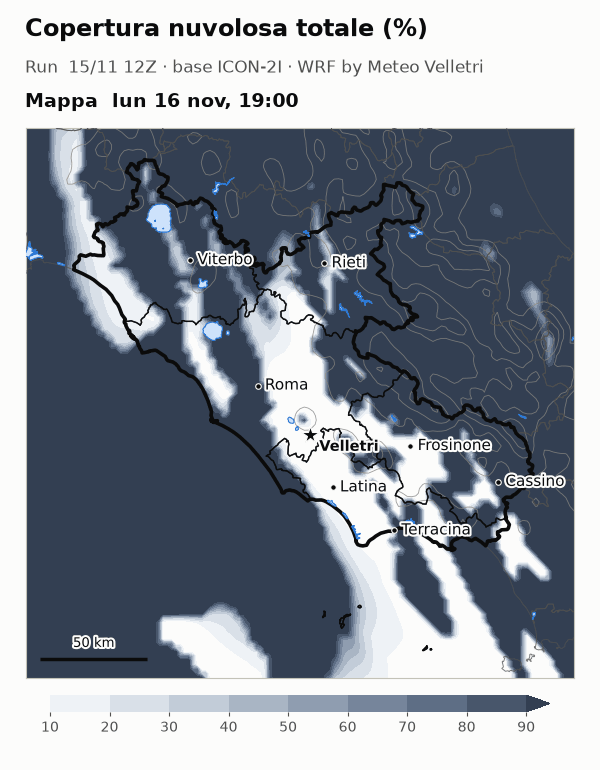 Copertura nuvolosa totale (%)
Run  15/11 12Z · base ICON-2I · WRF by Meteo Velletri
Mappa  lun 16 nov, 19:00
Viterbo
Rieti
Roma
Velletri
Frosinone
Cassino
Latina
Terracina
50 km
10 20 30 40 50 60 70 80 90